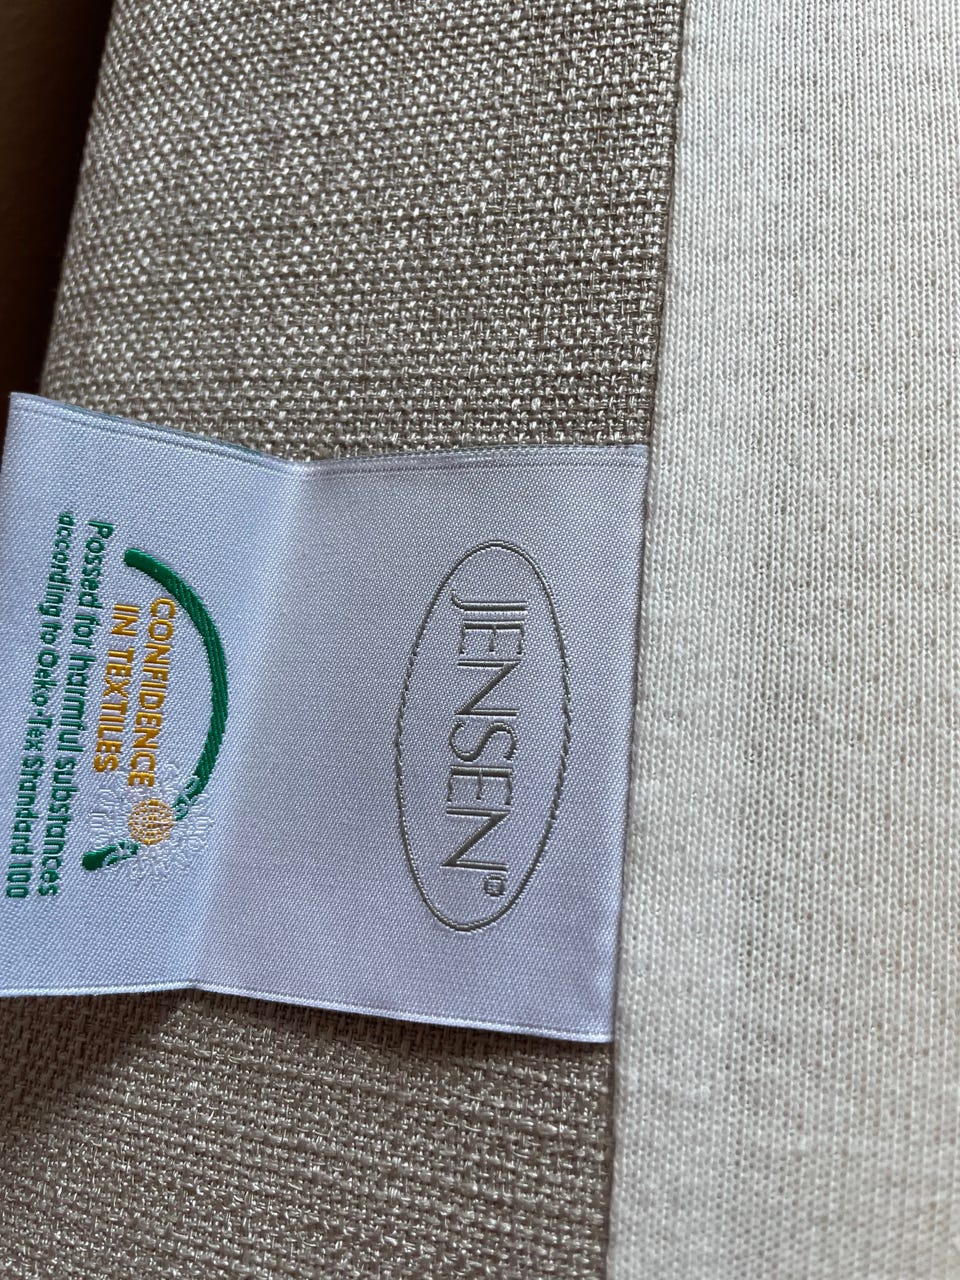 JENSEN®
CONFIDENCE
IN TEXTILES
Passed for harmful substances
according to Oeko-Tex Standard 100